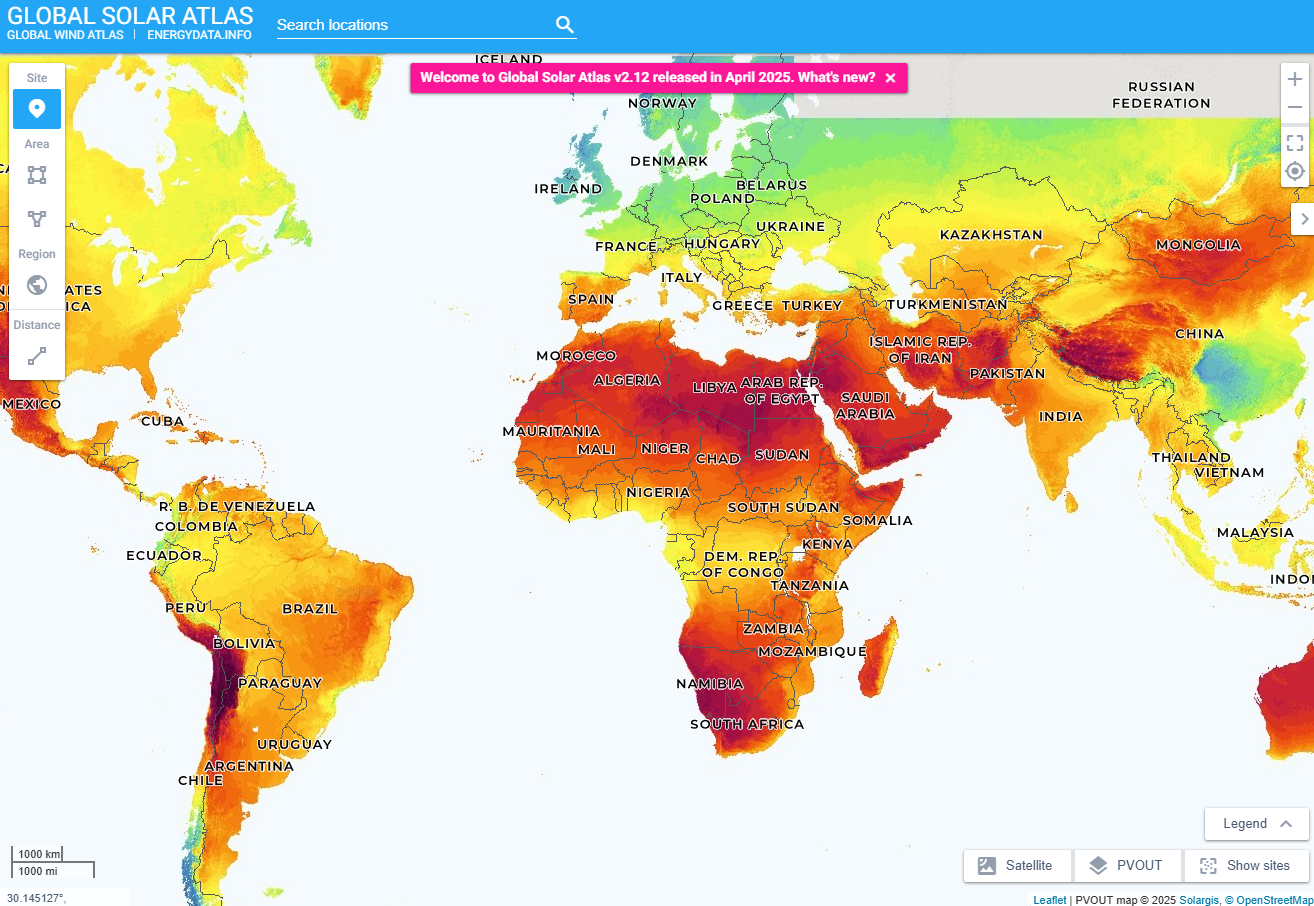 GLOBAL SOLAR ATLAS
GLOBAL WIND ATLAS | ENERGYDATA.INFO
Search locations
Welcome to Global Solar Atlas v2.12 released in April 2025. What's new? ×
Site
Area
Region
Distance
ICELAND
NORWAY
RUSSIAN
FEDERATION
DENMARK
IRELAND
BELARUS
POLAND
UKRAINE
FRANCE
HUNGARY
KAZAKHSTAN
MONGOLIA
ITALY
SPAIN
GREECE
TURKEY
TURKMENISTAN
CHINA
ISLAMIC REP.
OF IRAN
MOROCCO
PAKISTAN
ALGERIA
LIBYA
ARAB REP.
OF EGYPT
SAUDI
ARABIA
MEXICO
CUBA
INDIA
MAURITANIA
MALI
NIGER
CHAD
SUDAN
THAILAND
VIETNAM
NIGERIA
R. B. DE VENEZUELA
SOUTH SUDAN
COLOMBIA
SOMALIA
MALAYSIA
ECUADOR
KENYA
DEM. REP.
OF CONGO
TANZANIA
INDO
PERU
BRAZIL
ZAMBIA
BOLIVIA
MOZAMBIQUE
PARAGUAY
NAMIBIA
SOUTH AFRICA
URUGUAY
ARGENTINA
CHILE
Legend
1000 km
1000 mi
Satellite
PVOUT
Show sites
30.145127°,
Leaflet | PVOUT map © 2025 Solargis, © OpenStreetMap